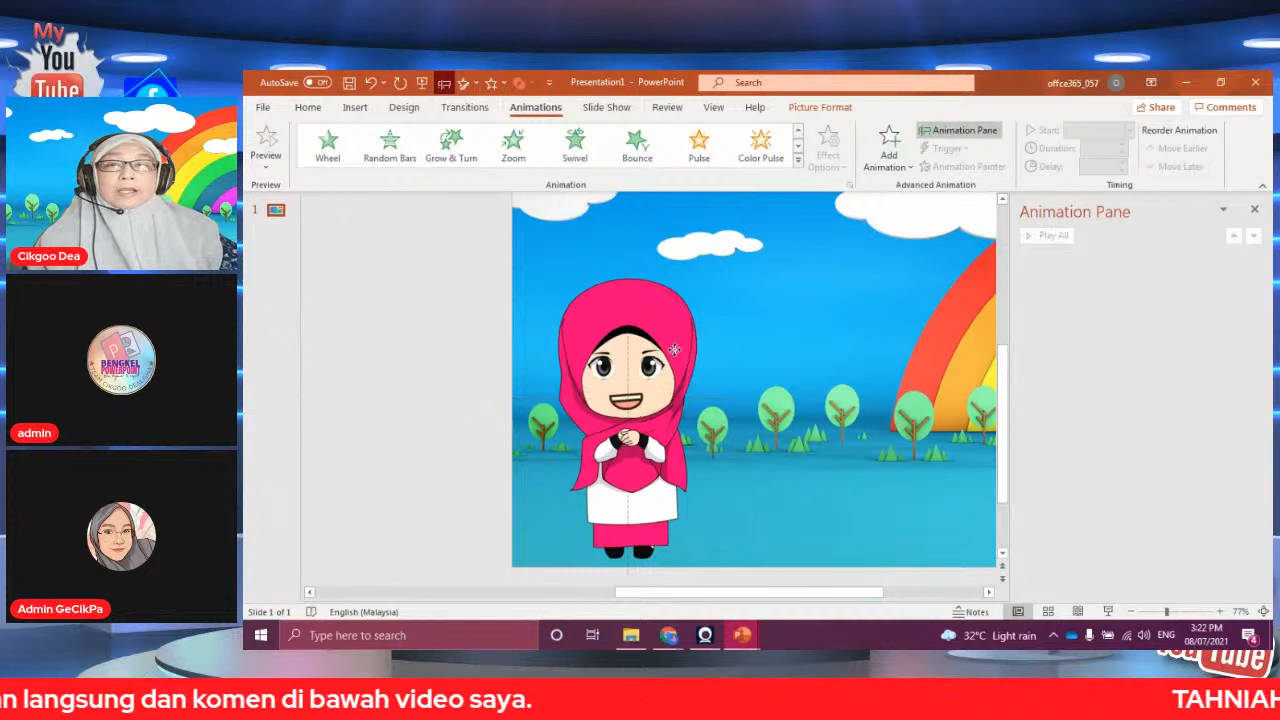 My
You
Tube
Cikgoo Dea
BENGKEL
POWERPOINT
admin
Admin GeCikPa
AutoSave Off
Presentation1 - PowerPoint
Search
offce365_057
File Home Insert Design Transitions Animations Slide Show Review View Help Picture Format
Share Comments
Preview
Wheel Random Bars Grow & Turn Zoom Swivel Bounce Pulse Color Pulse
Effect
Options
Add
Animation
Animation Pane
Trigger
Animation Painter
Start:
Duration:
Delay:
Reorder Animation
Move Earlier
Move Later
Preview Animation Advanced Animation Timing
1
Animation Pane
Play All
Slide 1 of 1 English (Malaysia) Notes 77%
Type here to search
32°C Light rain ENG
3:22 PM
08/07/2021
4
an langsung dan komen di bawah video saya. TAHNIAH